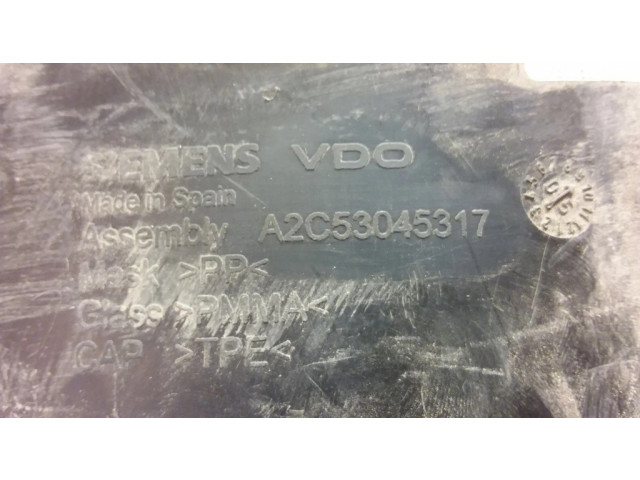 SIEMENS VDO
Made in Spain
Assembly A2C53045317
Mask >PP<
Glass >PMMA<
CAP >TPE<